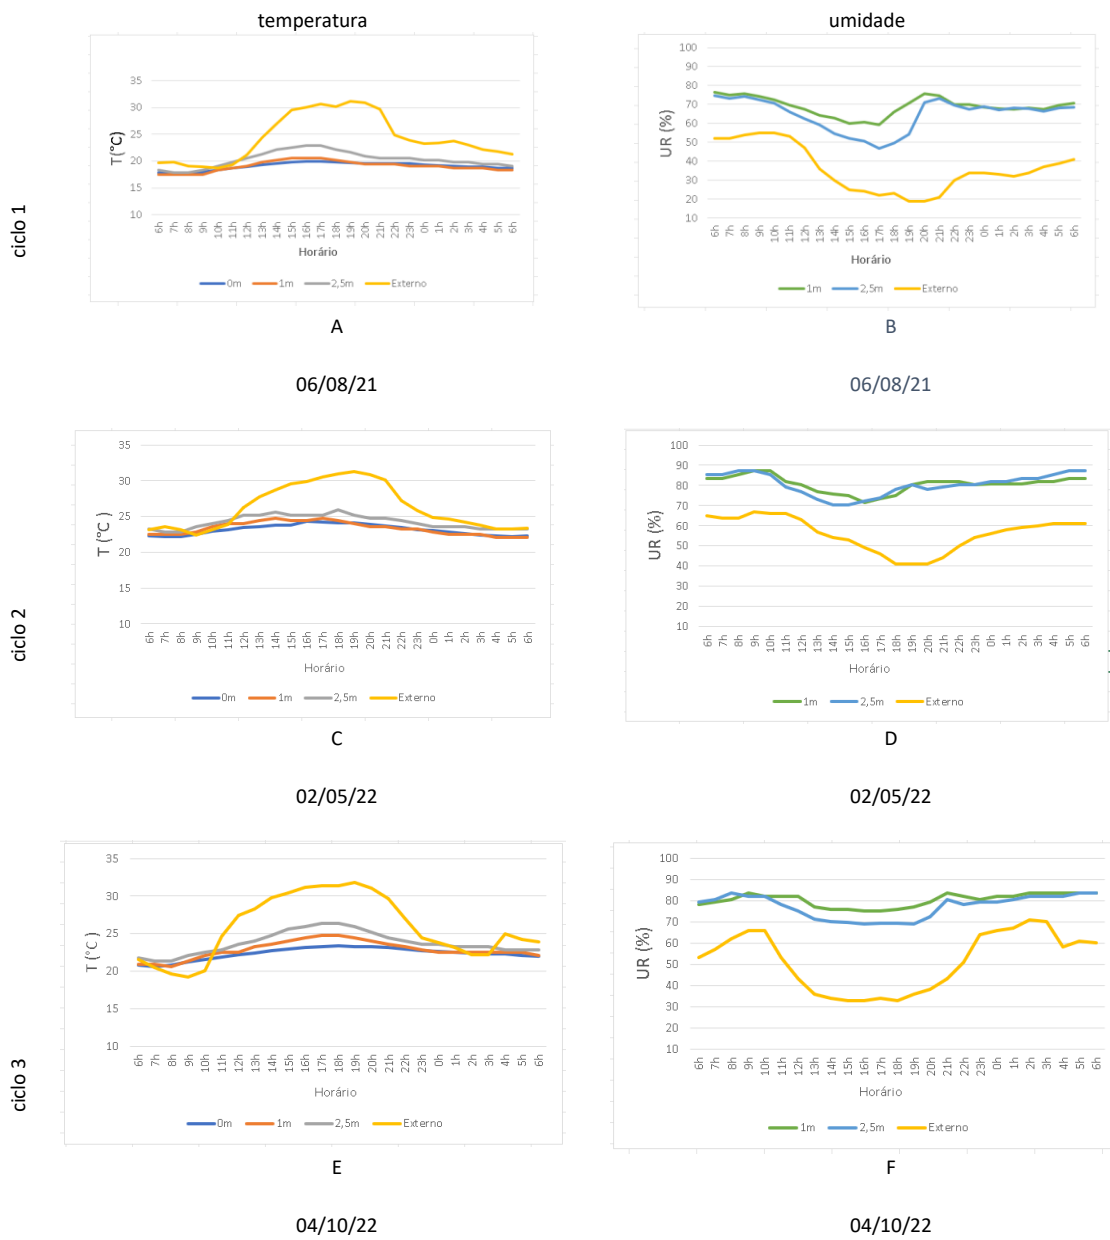 temperatura
umidade
ciclo 1
T(°C)
35
30
25
20
15
10
6h 7h 8h 9h 10h 11h 12h 13h 14h 15h 16h 17h 18h 19h 20h 21h 22h 23h 0h 1h 2h 3h 4h 5h 6h
Horário
0m 1m 2,5m Externo
A
UR (%)
100
90
80
70
60
50
40
30
20
10
6h 7h 8h 9h 10h 11h 12h 13h 14h 15h 16h 17h 18h 19h 20h 21h 22h 23h 0h 1h 2h 3h 4h 5h 6h
Horário
1m 2,5m Externo
B
06/08/21
06/08/21
ciclo 2
T (°C )
35
30
25
20
15
10
6h 7h 8h 9h 10h 11h 12h 13h 14h 15h 16h 17h 18h 19h 20h 21h 22h 23h 0h 1h 2h 3h 4h 5h 6h
Horário
0m 1m 2,5m Externo
C
UR (%)
100
90
80
70
60
50
40
30
20
10
6h 7h 8h 9h 10h 11h 12h 13h 14h 15h 16h 17h 18h 19h 20h 21h 22h 23h 0h 1h 2h 3h 4h 5h 6h
Horário
1m 2,5m Externo
D
02/05/22
02/05/22
ciclo 3
T (°C )
35
30
25
20
15
10
6h 7h 8h 9h 10h 11h 12h 13h 14h 15h 16h 17h 18h 19h 20h 21h 22h 23h 0h 1h 2h 3h 4h 5h 6h
Horário
0m 1m 2,5m Externo
E
UR (%)
100
90
80
70
60
50
40
30
20
10
6h 7h 8h 9h 10h 11h 12h 13h 14h 15h 16h 17h 18h 19h 20h 21h 22h 23h 0h 1h 2h 3h 4h 5h 6h
Horário
1m 2,5m Externo
F
04/10/22
04/10/22